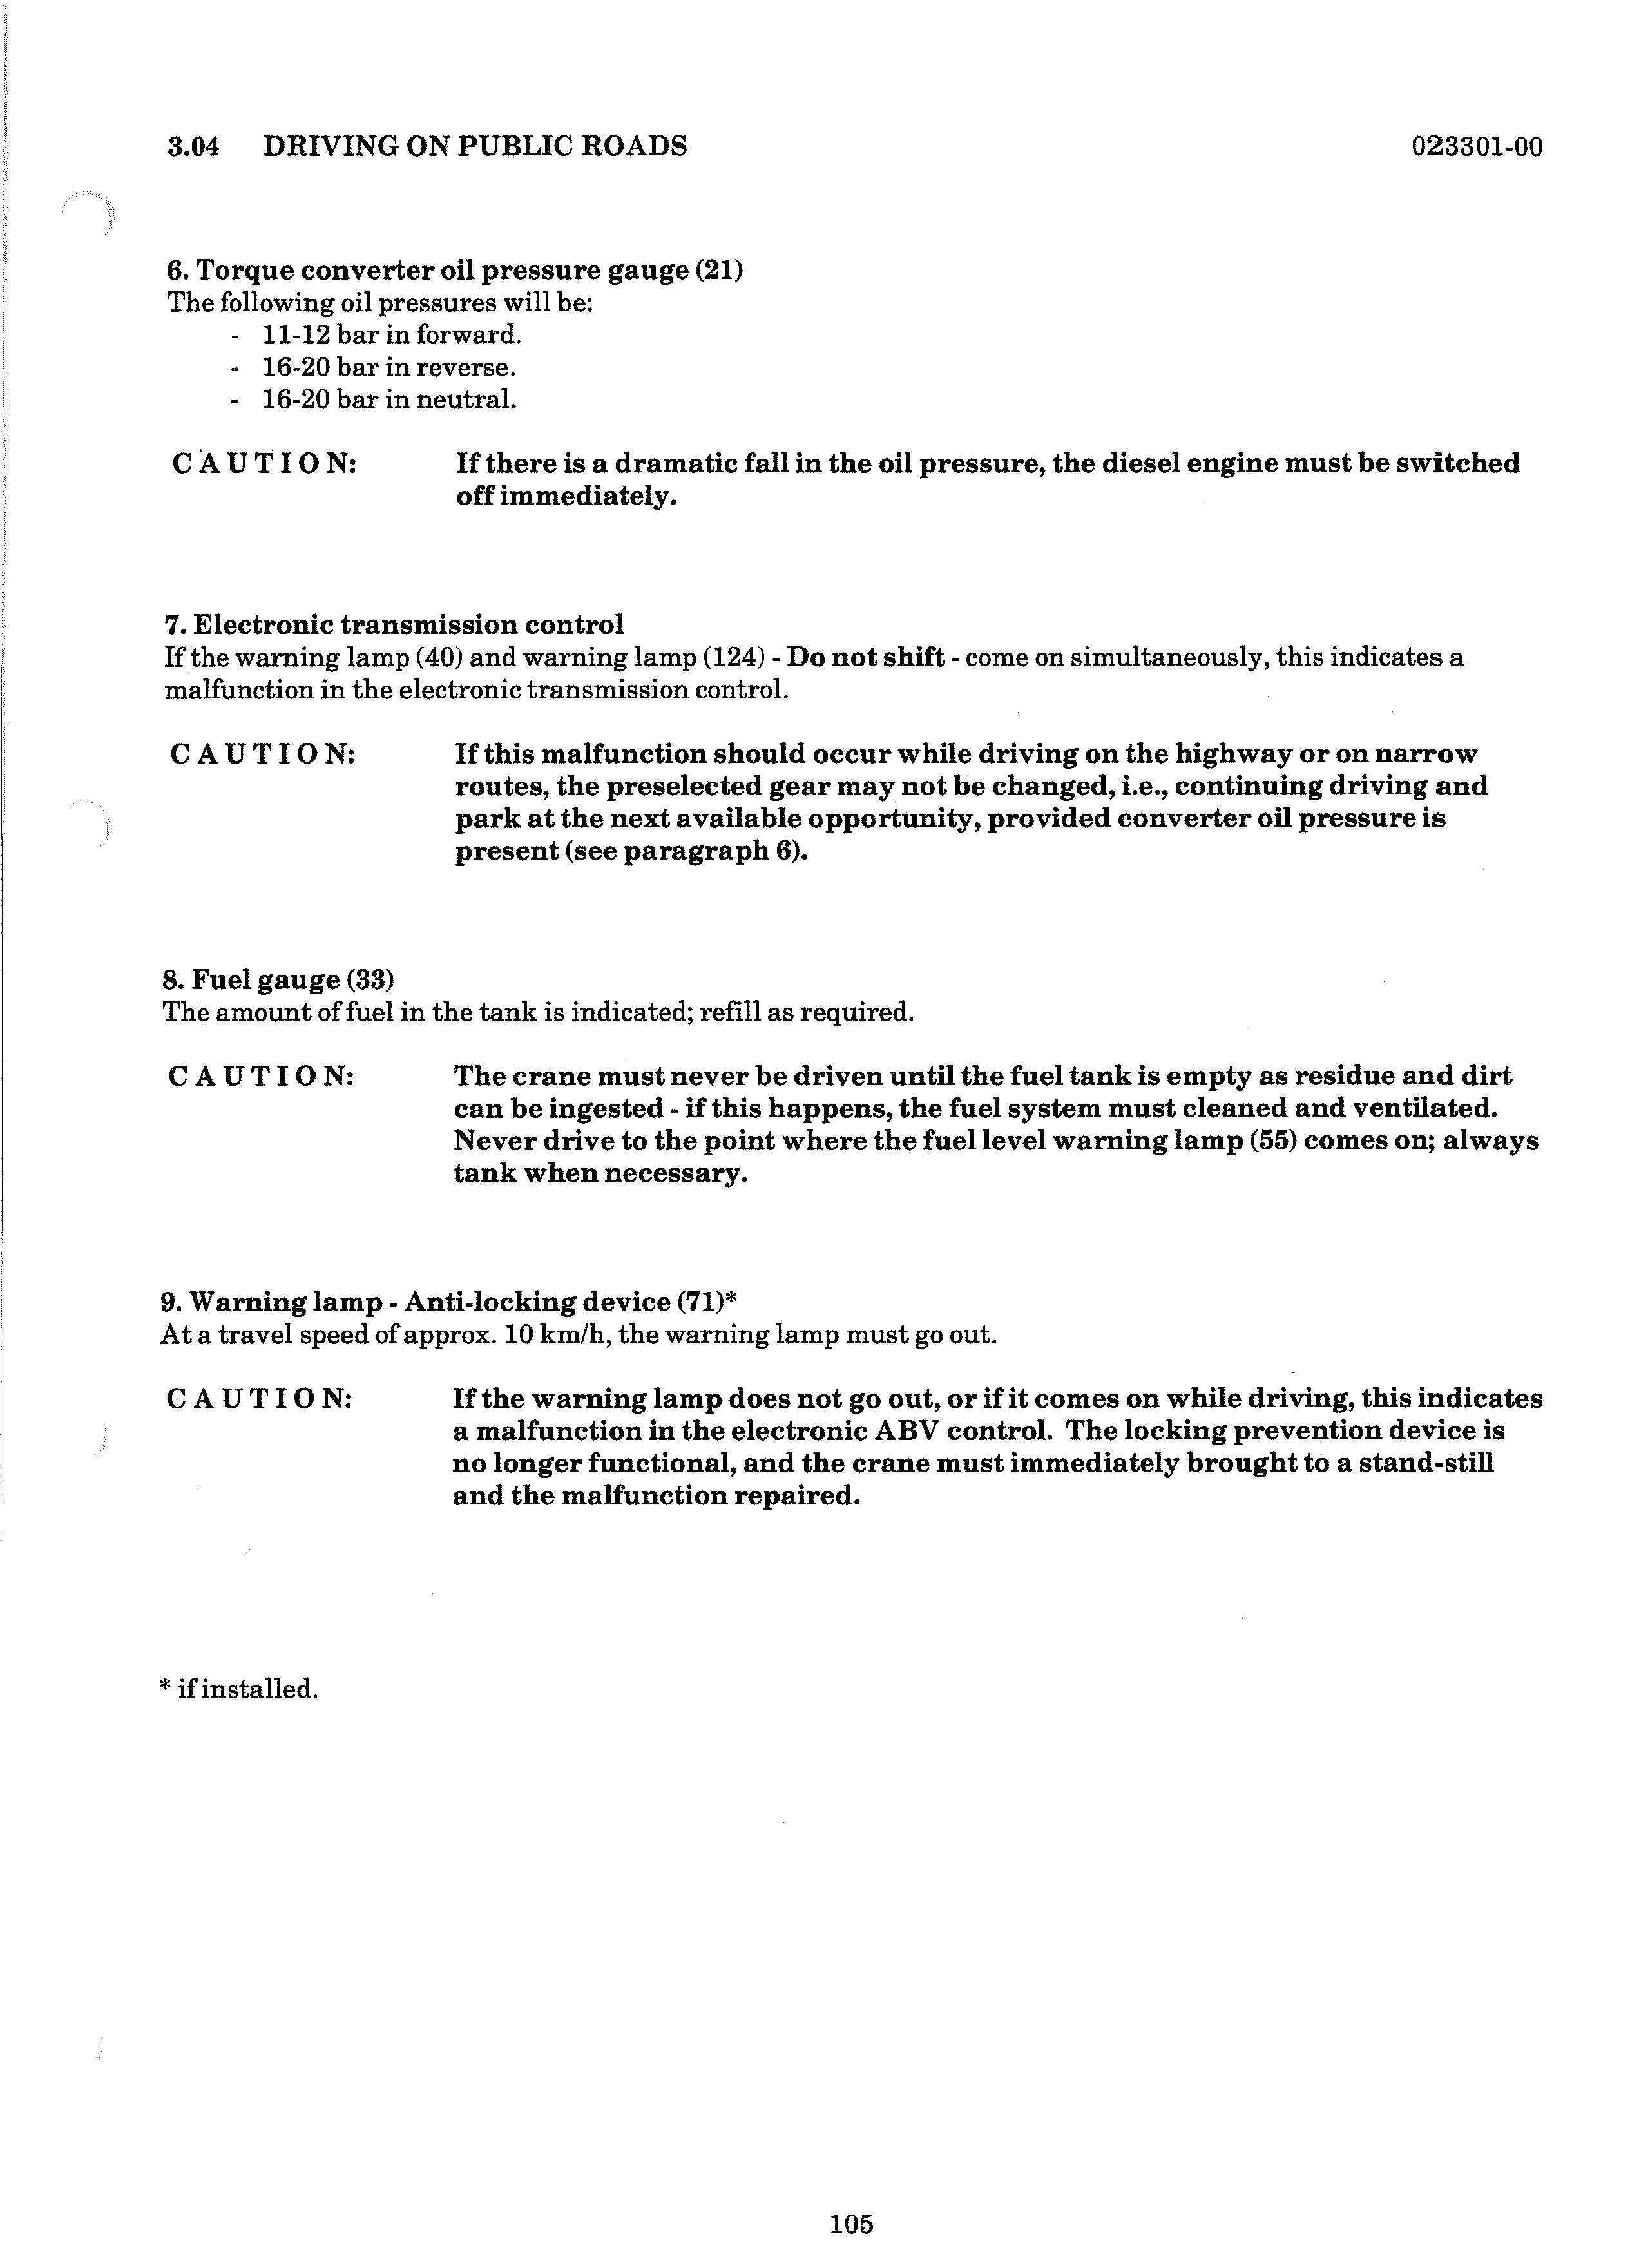 3.04 DRIVING ON PUBLIC ROADS 023301-00
6. Torque converter oil pressure gauge (21)
The following oil pressures will be:
- 11-12 bar in forward.
- 16-20 bar in reverse.
- 16-20 bar in neutral.
C A U T I O N: If there is a dramatic fall in the oil pressure, the diesel engine must be switched
off immediately.
7. Electronic transmission control
If the warning lamp (40) and warning lamp (124) - Do not shift - come on simultaneously, this indicates a
malfunction in the electronic transmission control.
C A U T I O N: If this malfunction should occur while driving on the highway or on narrow
routes, the preselected gear may not be changed, i.e., continuing driving and
park at the next available opportunity, provided converter oil pressure is
present (see paragraph 6).
8. Fuel gauge (33)
The amount of fuel in the tank is indicated; refill as required.
C A U T I O N: The crane must never be driven until the fuel tank is empty as residue and dirt
can be ingested - if this happens, the fuel system must cleaned and ventilated.
Never drive to the point where the fuel level warning lamp (55) comes on; always
tank when necessary.
9. Warning lamp - Anti-locking device (71)*
At a travel speed of approx. 10 km/h, the warning lamp must go out.
C A U T I O N: If the warning lamp does not go out, or if it comes on while driving, this indicates
a malfunction in the electronic ABV control. The locking prevention device is
no longer functional, and the crane must immediately brought to a stand-still
and the malfunction repaired.
* if installed.
105